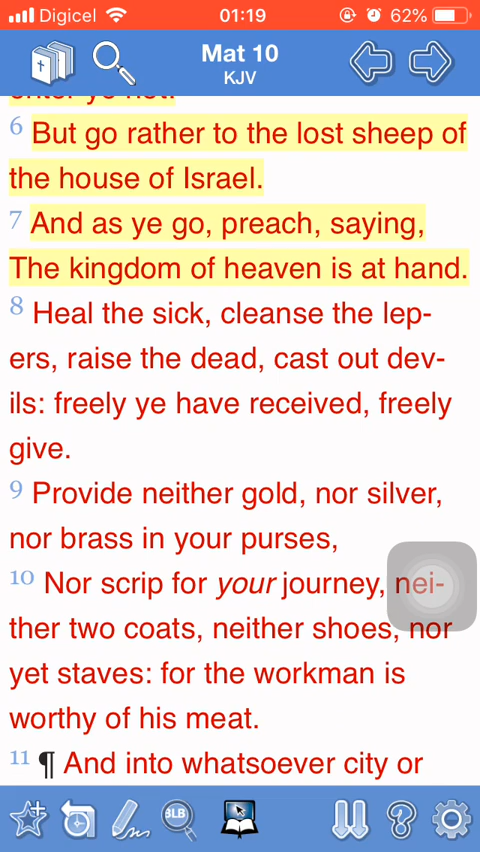 Digicel 01:19 62%
Mat 10
KJV
enter ye not.
6 But go rather to the lost sheep of
the house of Israel.
7 And as ye go, preach, saying,
The kingdom of heaven is at hand.
8 Heal the sick, cleanse the lep-
ers, raise the dead, cast out dev-
ils: freely ye have received, freely
give.
9 Provide neither gold, nor silver,
nor brass in your purses,
10 Nor scrip for your journey, nei-
ther two coats, neither shoes, nor
yet staves: for the workman is
worthy of his meat.
11 ¶ And into whatsoever city or
BLB